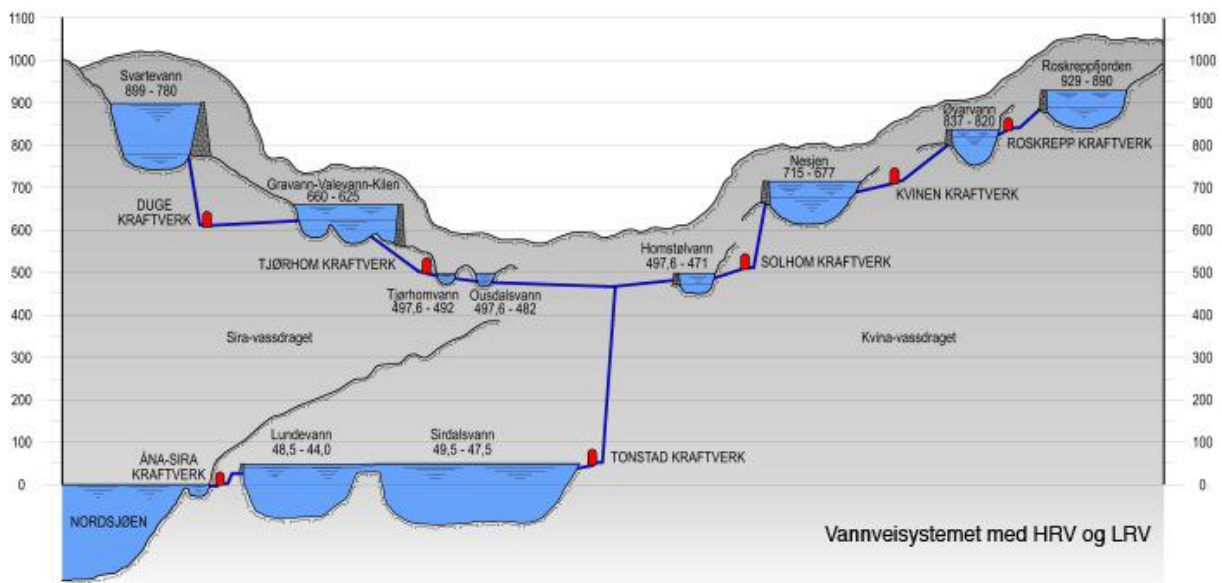 1100
1000
900
800
700
600
500
400
300
200
100
0
Svartevann
899 - 780
DUGE
KRAFTVERK
Gravann-Valevann-Kilen
660 - 625
TJØRHOM KRAFTVERK
Tjørhomvann
497,6 - 492
Ousdalsvann
497,6 - 482
Homstølvann
497,6 - 471
SOLHOM KRAFTVERK
Nesjen
715 - 677
KVINEN KRAFTVERK
Øyarvann
837 - 820
ROSKREPP KRAFTVERK
Roskreppfjorden
929 - 890
Sira-vassdraget
Kvina-vassdraget
ÅNA-SIRA
KRAFTVERK
Lundevann
48,5 - 44,0
Sirdalsvann
49,5 - 47,5
TONSTAD KRAFTVERK
NORDSJØEN
Vannveisystemet med HRV og LRV
1100
1000
900
800
700
600
500
400
300
200
100
0